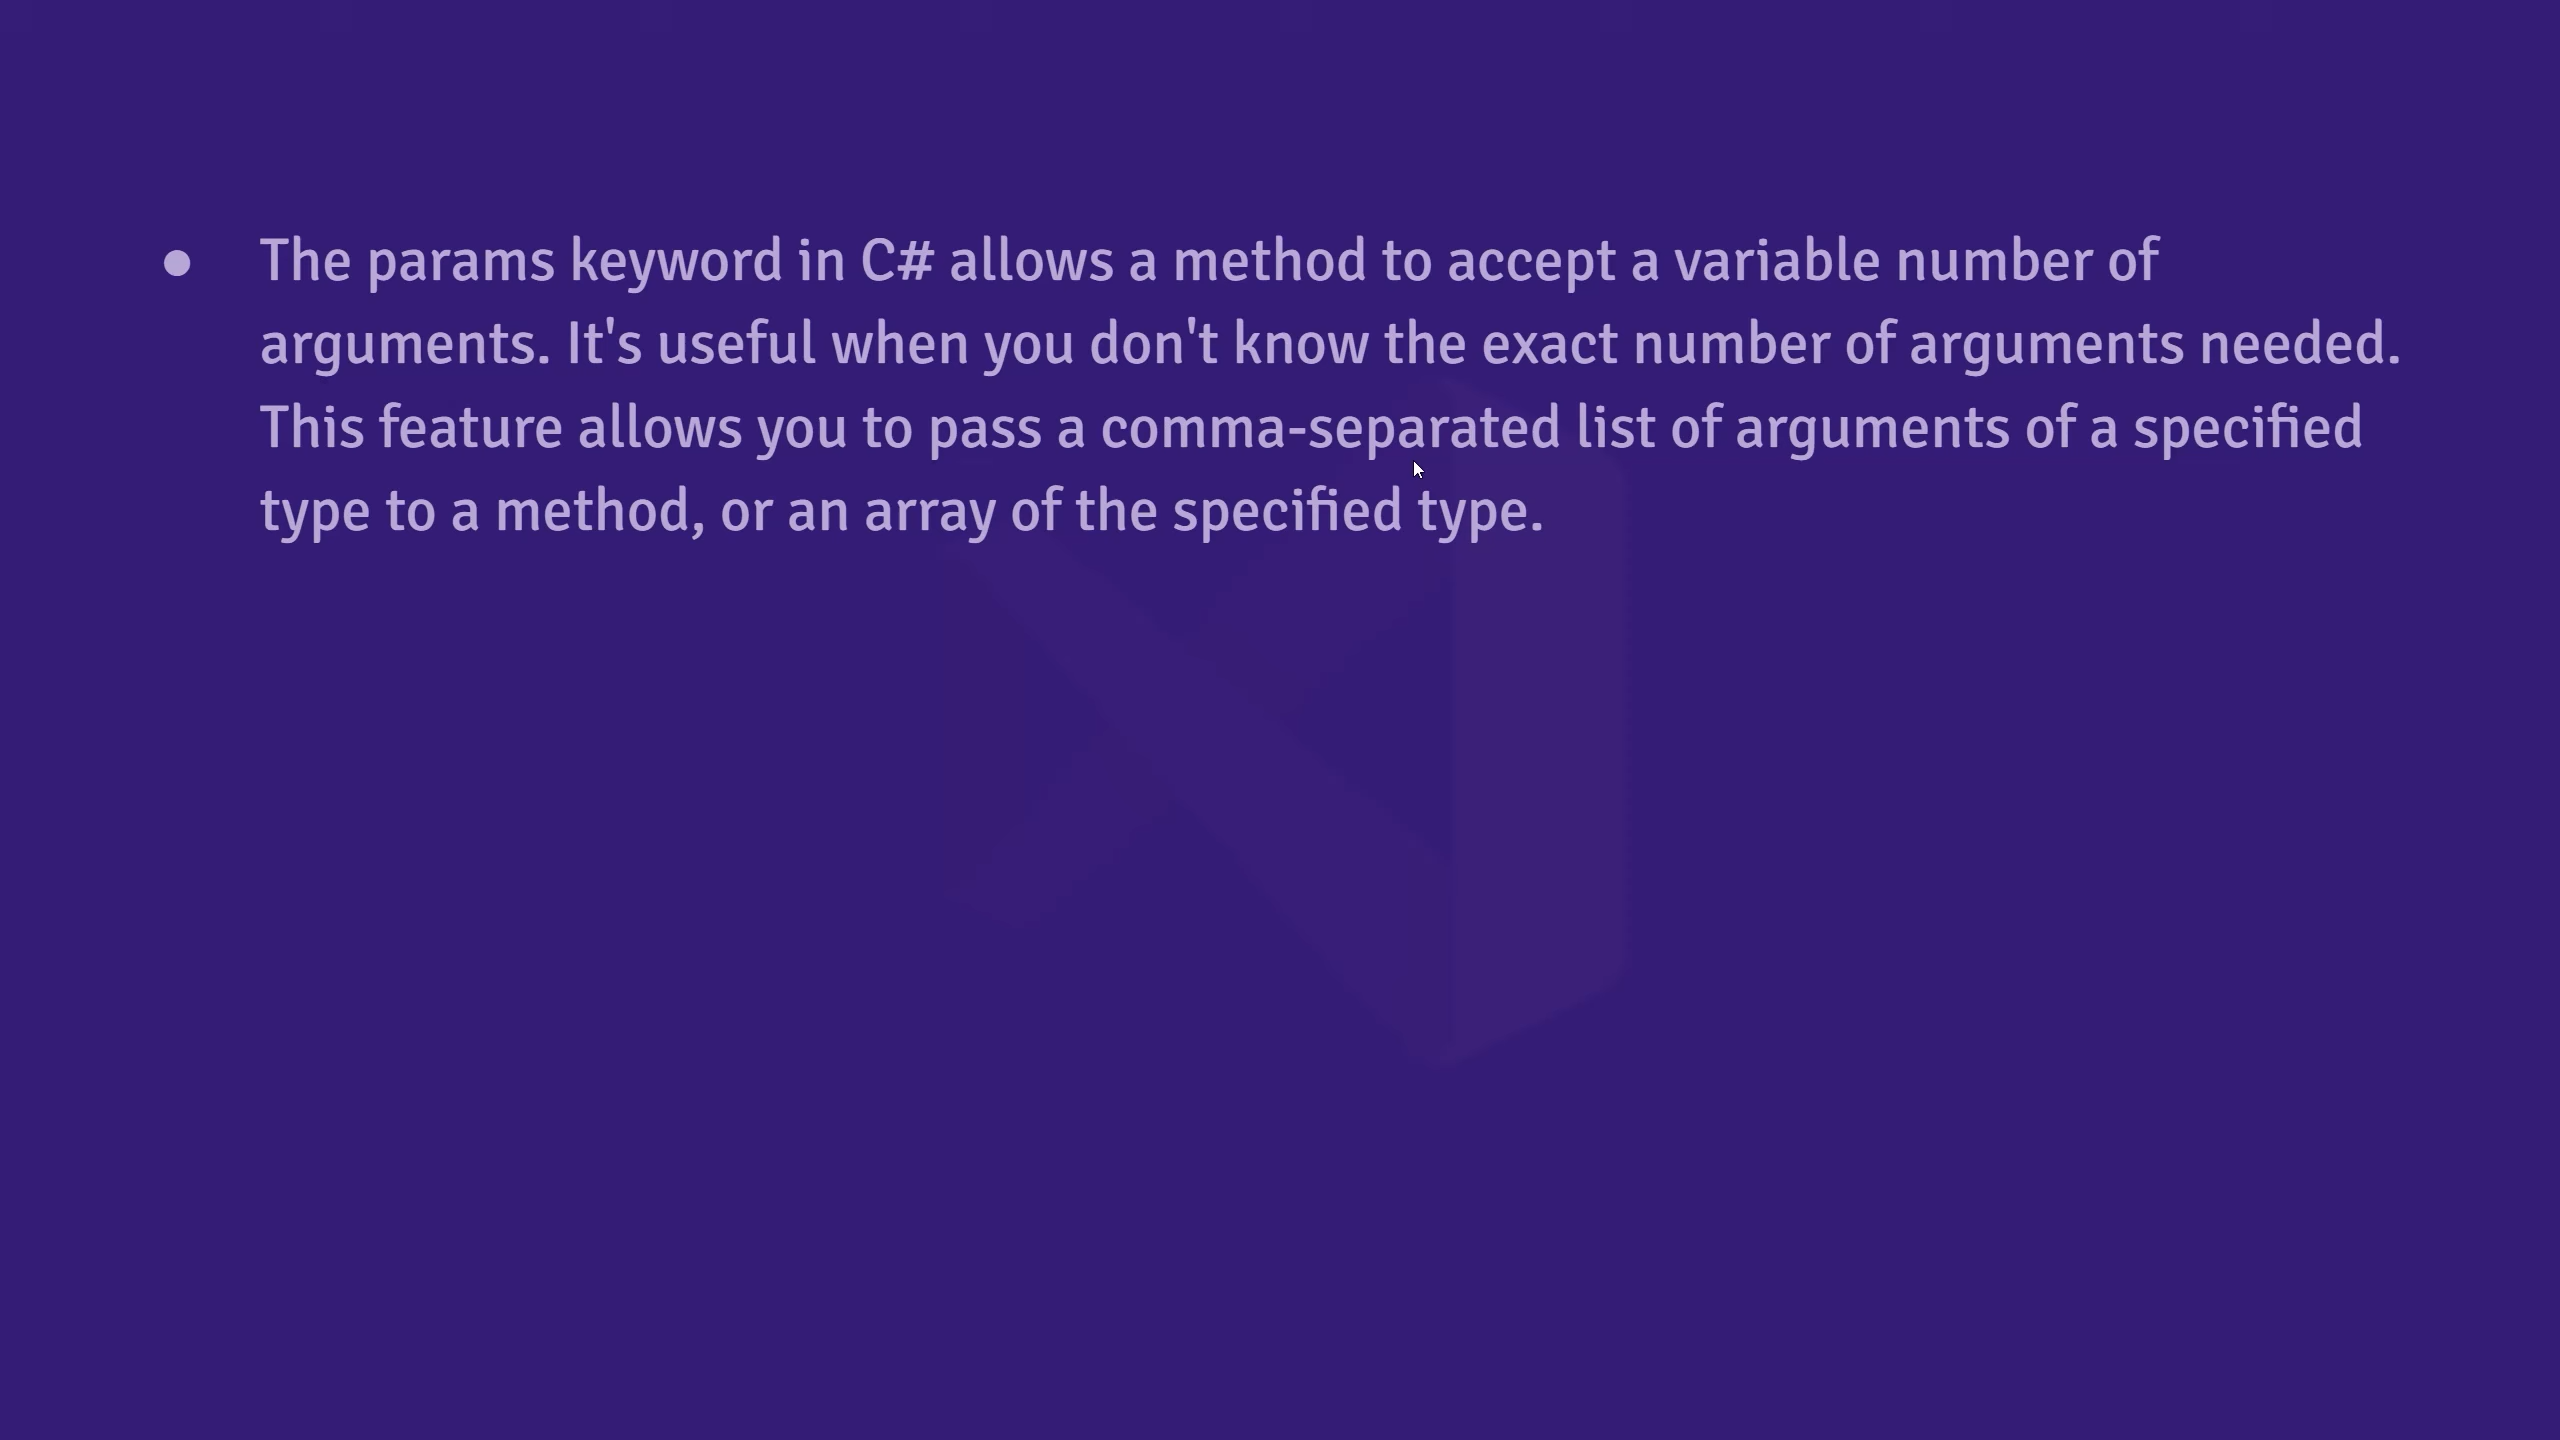 ● The params keyword in C# allows a method to accept a variable number of
arguments. It's useful when you don't know the exact number of arguments needed.
This feature allows you to pass a comma-separated list of arguments of a specified
type to a method, or an array of the specified type.